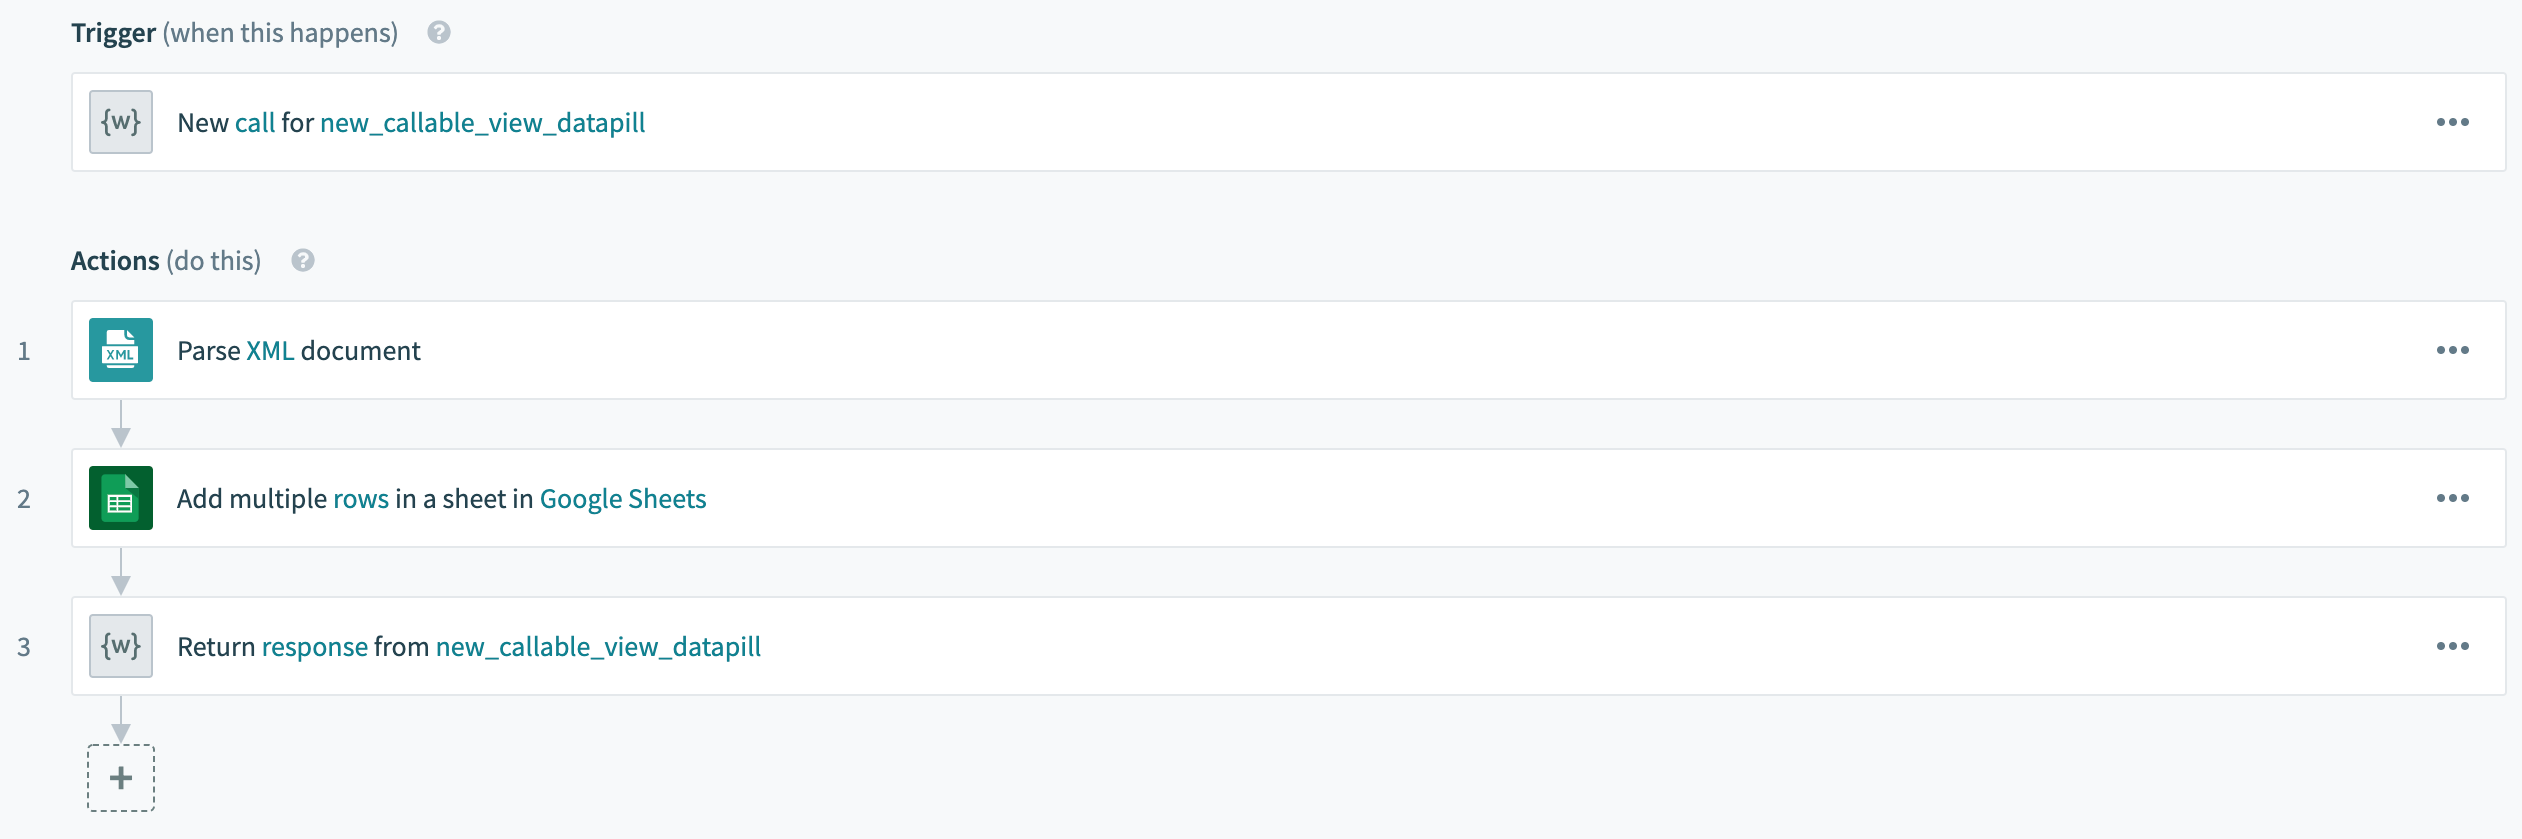 Trigger (when this happens) ?
{w} New call for new_callable_view_datapill
Actions (do this) ?
1 XML Parse XML document
2 Add multiple rows in a sheet in Google Sheets
3 {w} Return response from new_callable_view_datapill
+